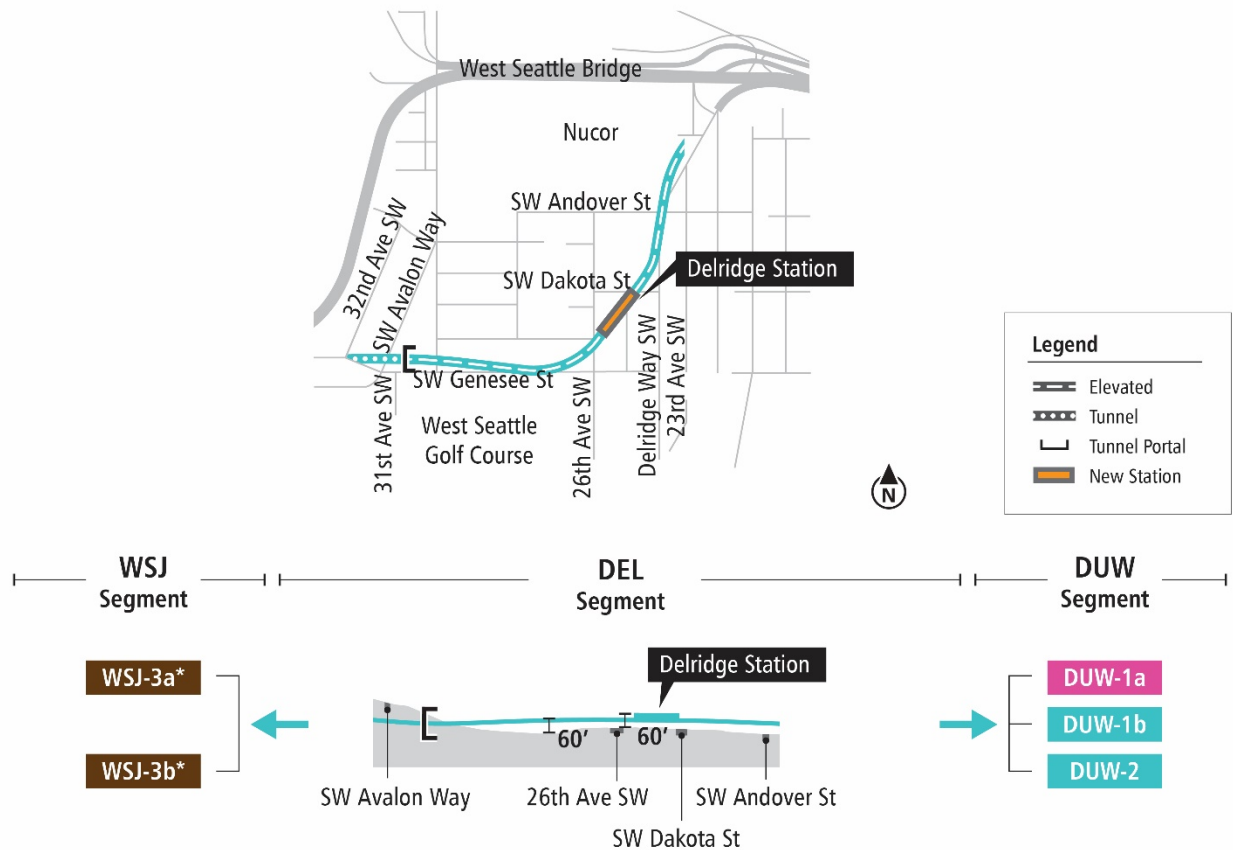 West Seattle Bridge
Nucor
SW Andover St
32nd Ave SW
SW Avalon Way
SW Dakota St
Delridge Station
SW Genesee St
31st Ave SW
West Seattle
Golf Course
26th Ave SW
Delridge Way SW
23rd Ave SW
N
Legend
Elevated
Tunnel
Tunnel Portal
New Station
WSJ
Segment
DEL
Segment
DUW
Segment
WSJ-3a*
WSJ-3b*
Delridge Station
60’
60’
SW Avalon Way
26th Ave SW
SW Dakota St
SW Andover St
DUW-1a
DUW-1b
DUW-2